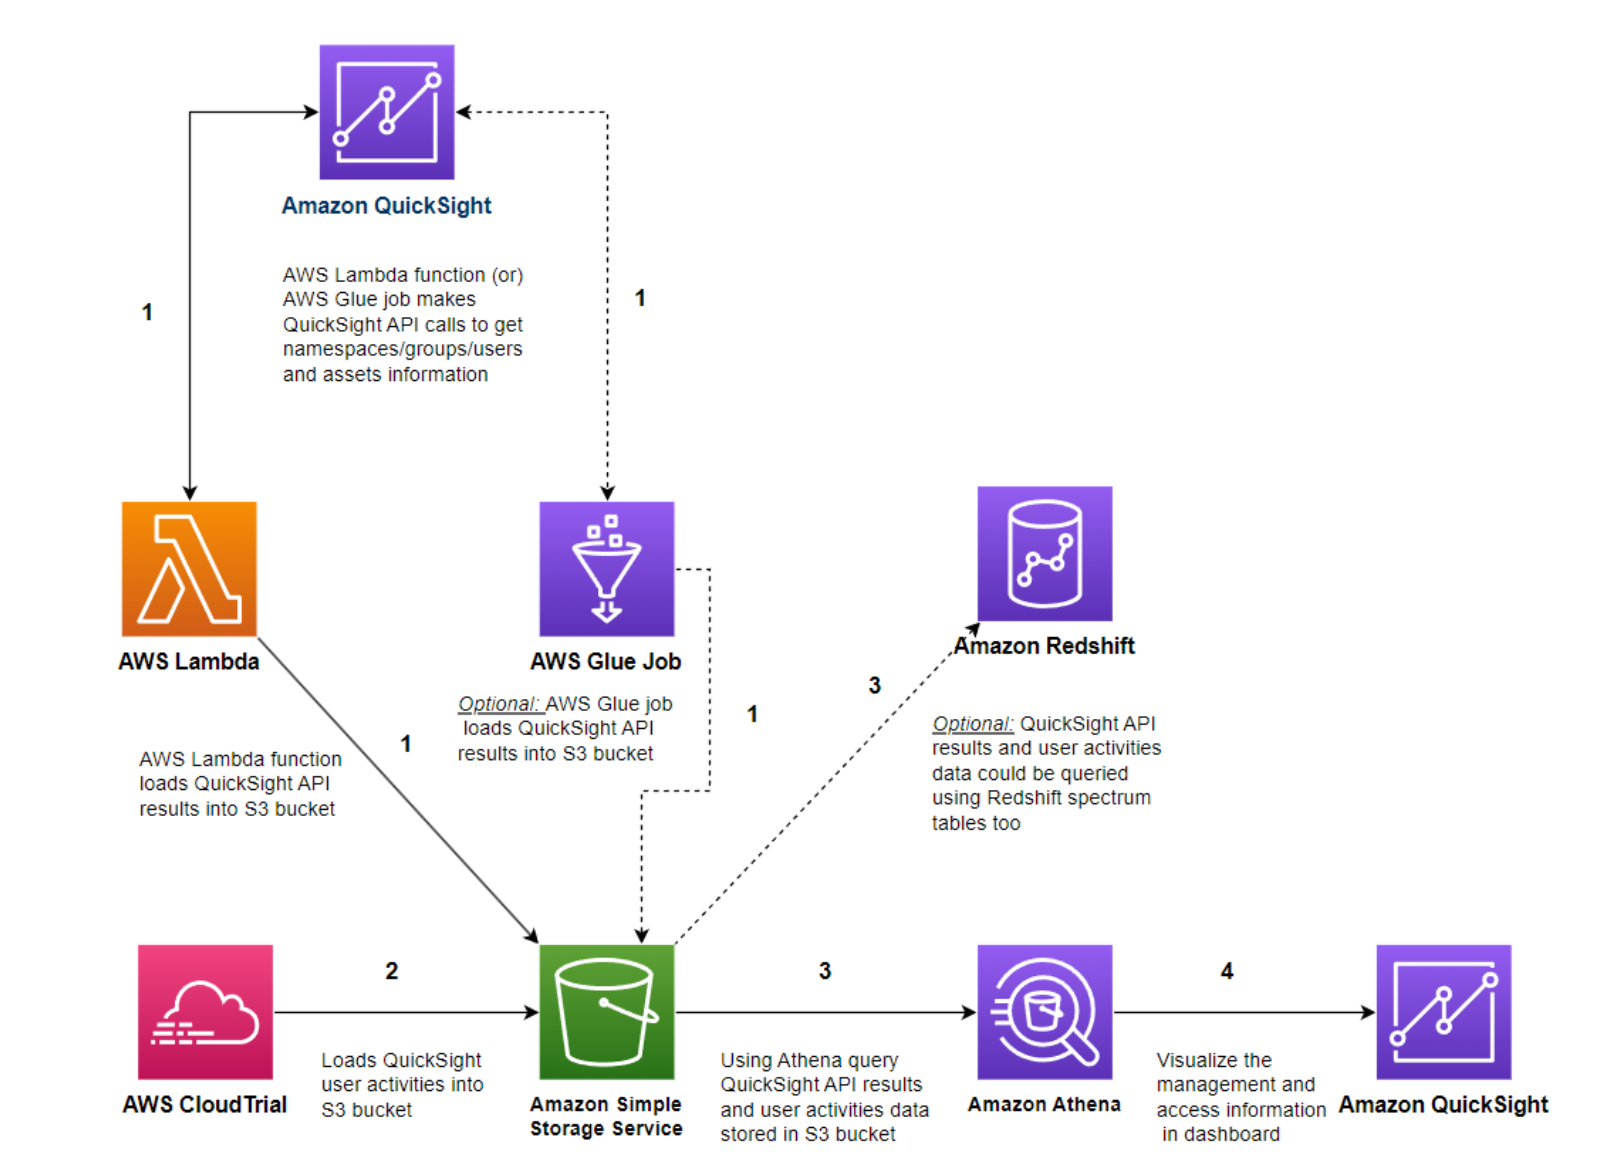 Amazon QuickSight
AWS Lambda function (or)
AWS Glue job makes
QuickSight API calls to get
namespaces/groups/users
and assets information
1
1
AWS Lambda
AWS Glue Job
Amazon Redshift
Optional: AWS Glue job
loads QuickSight API
results into S3 bucket
AWS Lambda function
loads QuickSight API
results into S3 bucket
1
1
3
Optional: QuickSight API
results and user activities
data could be queried
using Redshift spectrum
tables too
2
3
4
AWS CloudTrial
Loads QuickSight
user activities into
S3 bucket
Amazon Simple
Storage Service
Using Athena query
QuickSight API results
and user activities data
stored in S3 bucket
Amazon Athena
Visualize the
management and
access information
in dashboard
Amazon QuickSight